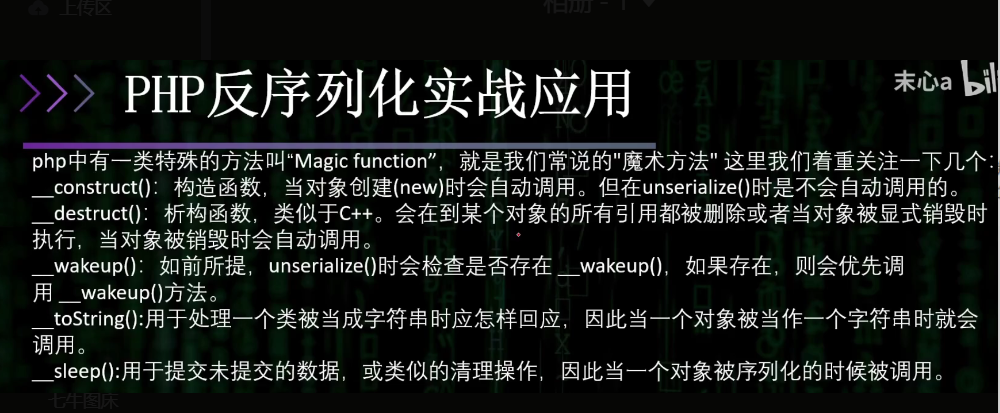 上传区
相册 - 1
PHP反序列化实战应用
末心a bili
php中有一类特殊的方法叫“Magic function”，就是我们常说的"魔术方法" 这里我们着重关注一下几个：
__construct()：构造函数，当对象创建(new)时会自动调用。但在unserialize()时是不会自动调用的。
__destruct()：析构函数，类似于C++。会在到某个对象的所有引用都被删除或者当对象被显式销毁时
执行，当对象被销毁时会自动调用。
__wakeup()：如前所提，unserialize()时会检查是否存在 __wakeup()，如果存在，则会优先调
用 __wakeup()方法。
__toString():用于处理一个类被当成字符串时应怎样回应，因此当一个对象被当作一个字符串时就会
调用。
__sleep():用于提交未提交的数据，或类似的清理操作，因此当一个对象被序列化的时候被调用。
七牛图床